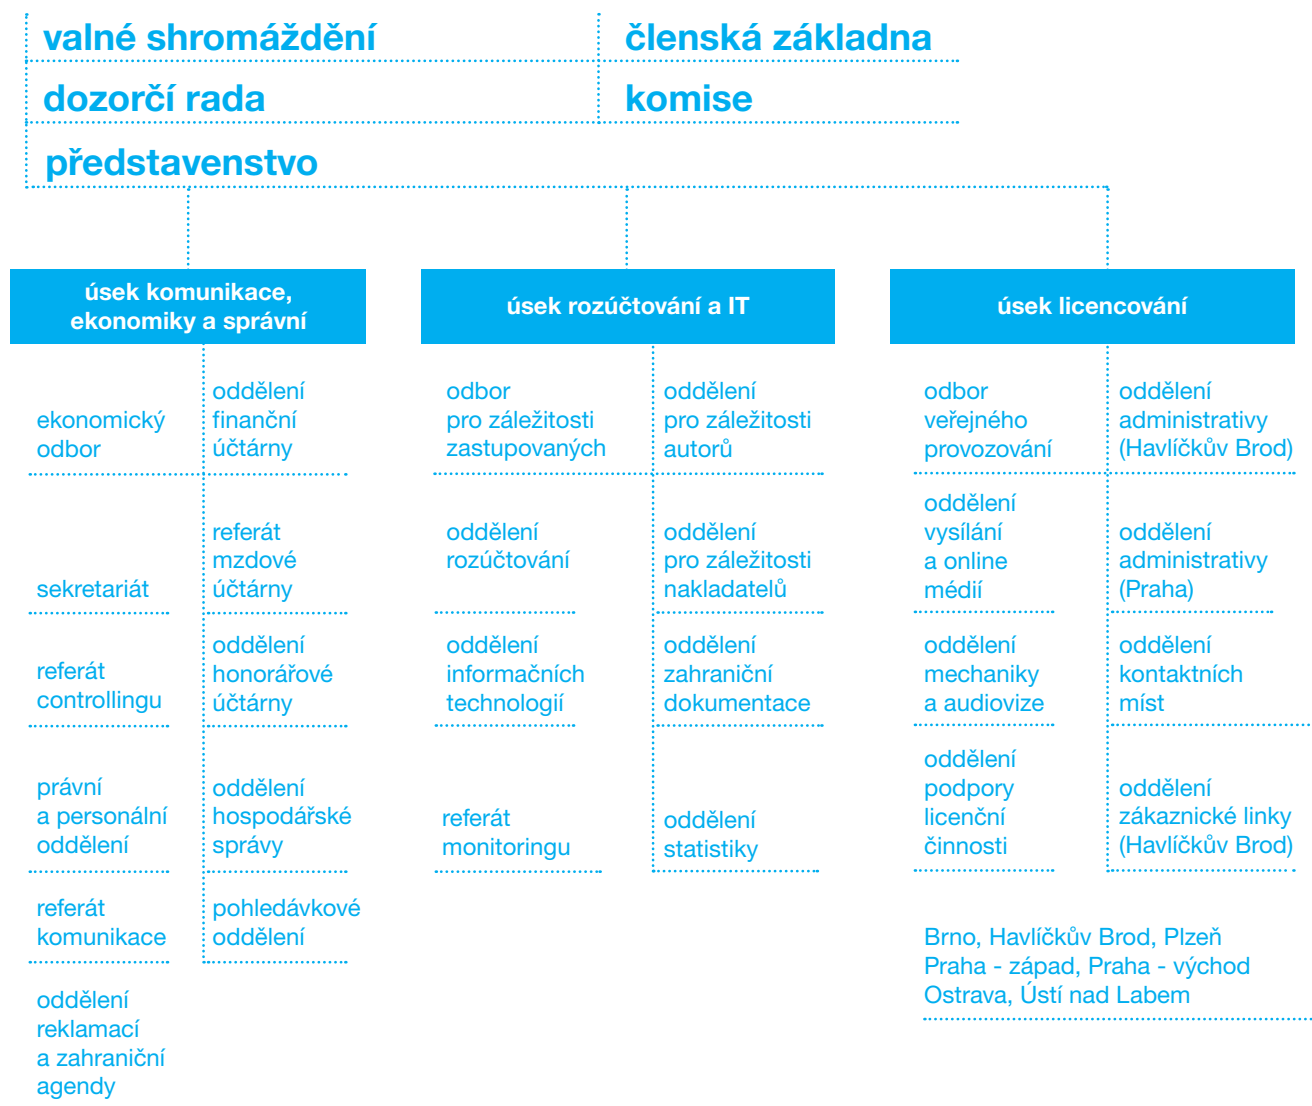 valné shromáždění
členská základna
dozorčí rada
komise
představenstvo
úsek komunikace,
ekonomiky a správní
ekonomický
odbor
oddělení
finanční
účtárny
sekretariát
referát
mzdové
účtárny
referát
controllingu
oddělení
honorářové
účtárny
právní
a personální
oddělení
oddělení
hospodářské
správy
referát
komunikace
pohledávkové
oddělení
oddělení
reklamací
a zahraniční
agendy
úsek rozúčtování a IT
odbor
pro záležitosti
zastupovaných
oddělení
pro záležitosti
autorů
oddělení
rozúčtování
oddělení
pro záležitosti
nakladatelů
oddělení
informačních
technologií
oddělení
zahraniční
dokumentace
referát
monitoringu
oddělení
statistiky
úsek licencování
odbor
veřejného
provozování
oddělení
administrativy
(Havlíčkův Brod)
oddělení
vysílání
a online
médií
oddělení
administrativy
(Praha)
oddělení
mechaniky
a audiovize
oddělení
kontaktních
míst
oddělení
podpory
licenční
činnosti
oddělení
zákaznické linky
(Havlíčkův Brod)
Brno, Havlíčkův Brod, Plzeň
Praha - západ, Praha - východ
Ostrava, Ústí nad Labem